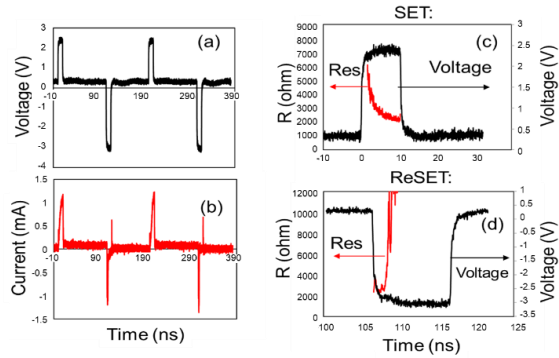 SET:
(a)
Voltage (V)
3
2
1
0
-1
-2
-3
-4
-10 90 190 290 390
(b)
Current (mA)
1.5
1
0.5
0
-0.5
-1
-1.5
-10 90 190 290 390
Time (ns)
(c)
R (ohm)
9000
8000
7000
6000
5000
4000
3000
2000
1000
0
Res
Voltage
3
2.5
2
1.5
1
0.5
0
Voltage (V)
-10 0 10 20 30
ReSET:
(d)
R (ohm)
12000
10000
8000
6000
4000
2000
0
Res
Voltage
1
0.5
0
-0.5
-1
-1.5
-2
-2.5
-3
-3.5
Voltage (V)
100 105 110 115 120 125
Time (ns)